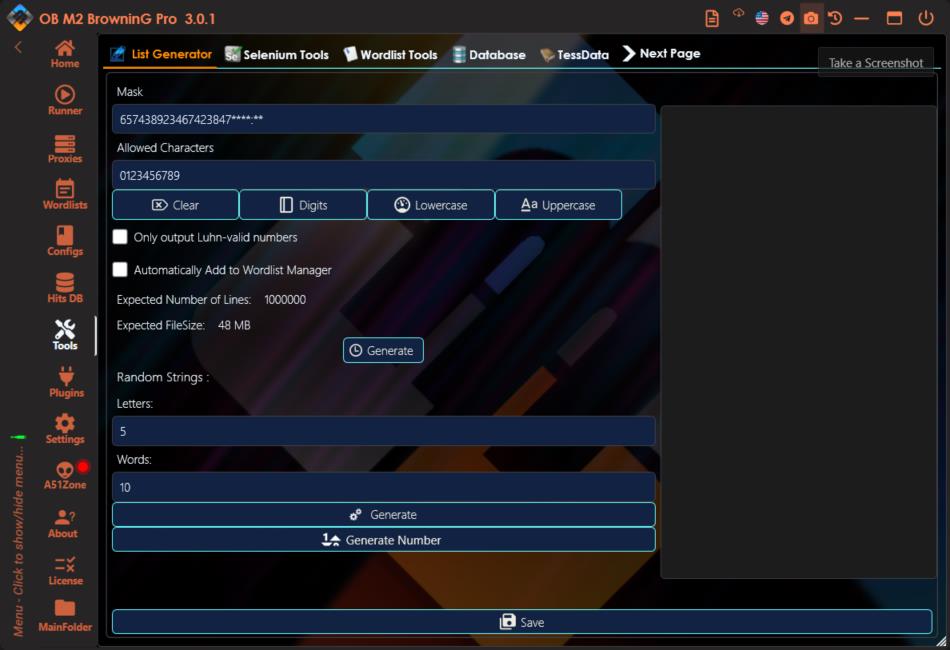 OB M2 BrowninG Pro 3.0.1
List Generator
Selenium Tools
Wordlist Tools
Database
TessData
Next Page
Take a Screenshot
Home
Runner
Proxies
Wordlists
Configs
Hits DB
Tools
Plugins
Settings
A51Zone
About
License
MainFolder
Menu - Click to show/hide menu...
Mask
657438923467423847****:**
Allowed Characters
0123456789
Clear
Digits
Lowercase
Aa Uppercase
Only output Luhn-valid numbers
Automatically Add to Wordlist Manager
Expected Number of Lines: 1000000
Expected FileSize: 48 MB
Generate
Random Strings :
Letters:
5
Words:
10
Generate
Generate Number
Save